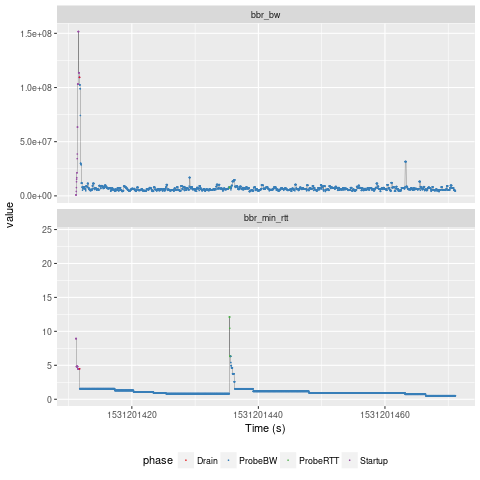 bbr_bw
1.5e+08
1.0e+08
5.0e+07
0.0e+00
value
bbr_min_rtt
25
20
15
10
5
0
1531201420 1531201440 1531201460
Time (s)
phase Drain ProbeBW ProbeRTT Startup